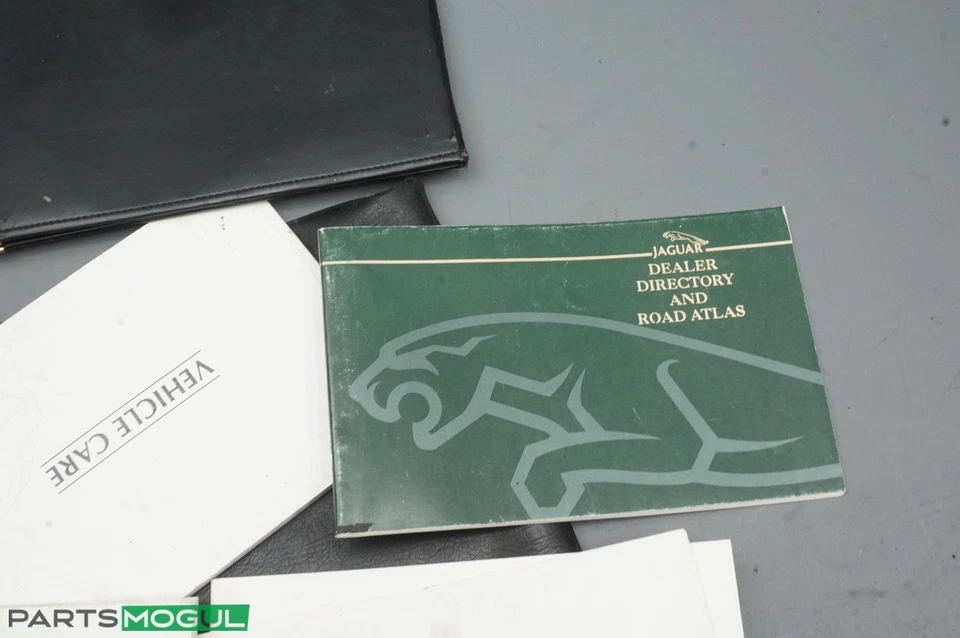 JAGUAR
DEALER
DIRECTORY
AND
ROAD ATLAS
VEHICLE CARE
PARTSMOGUL